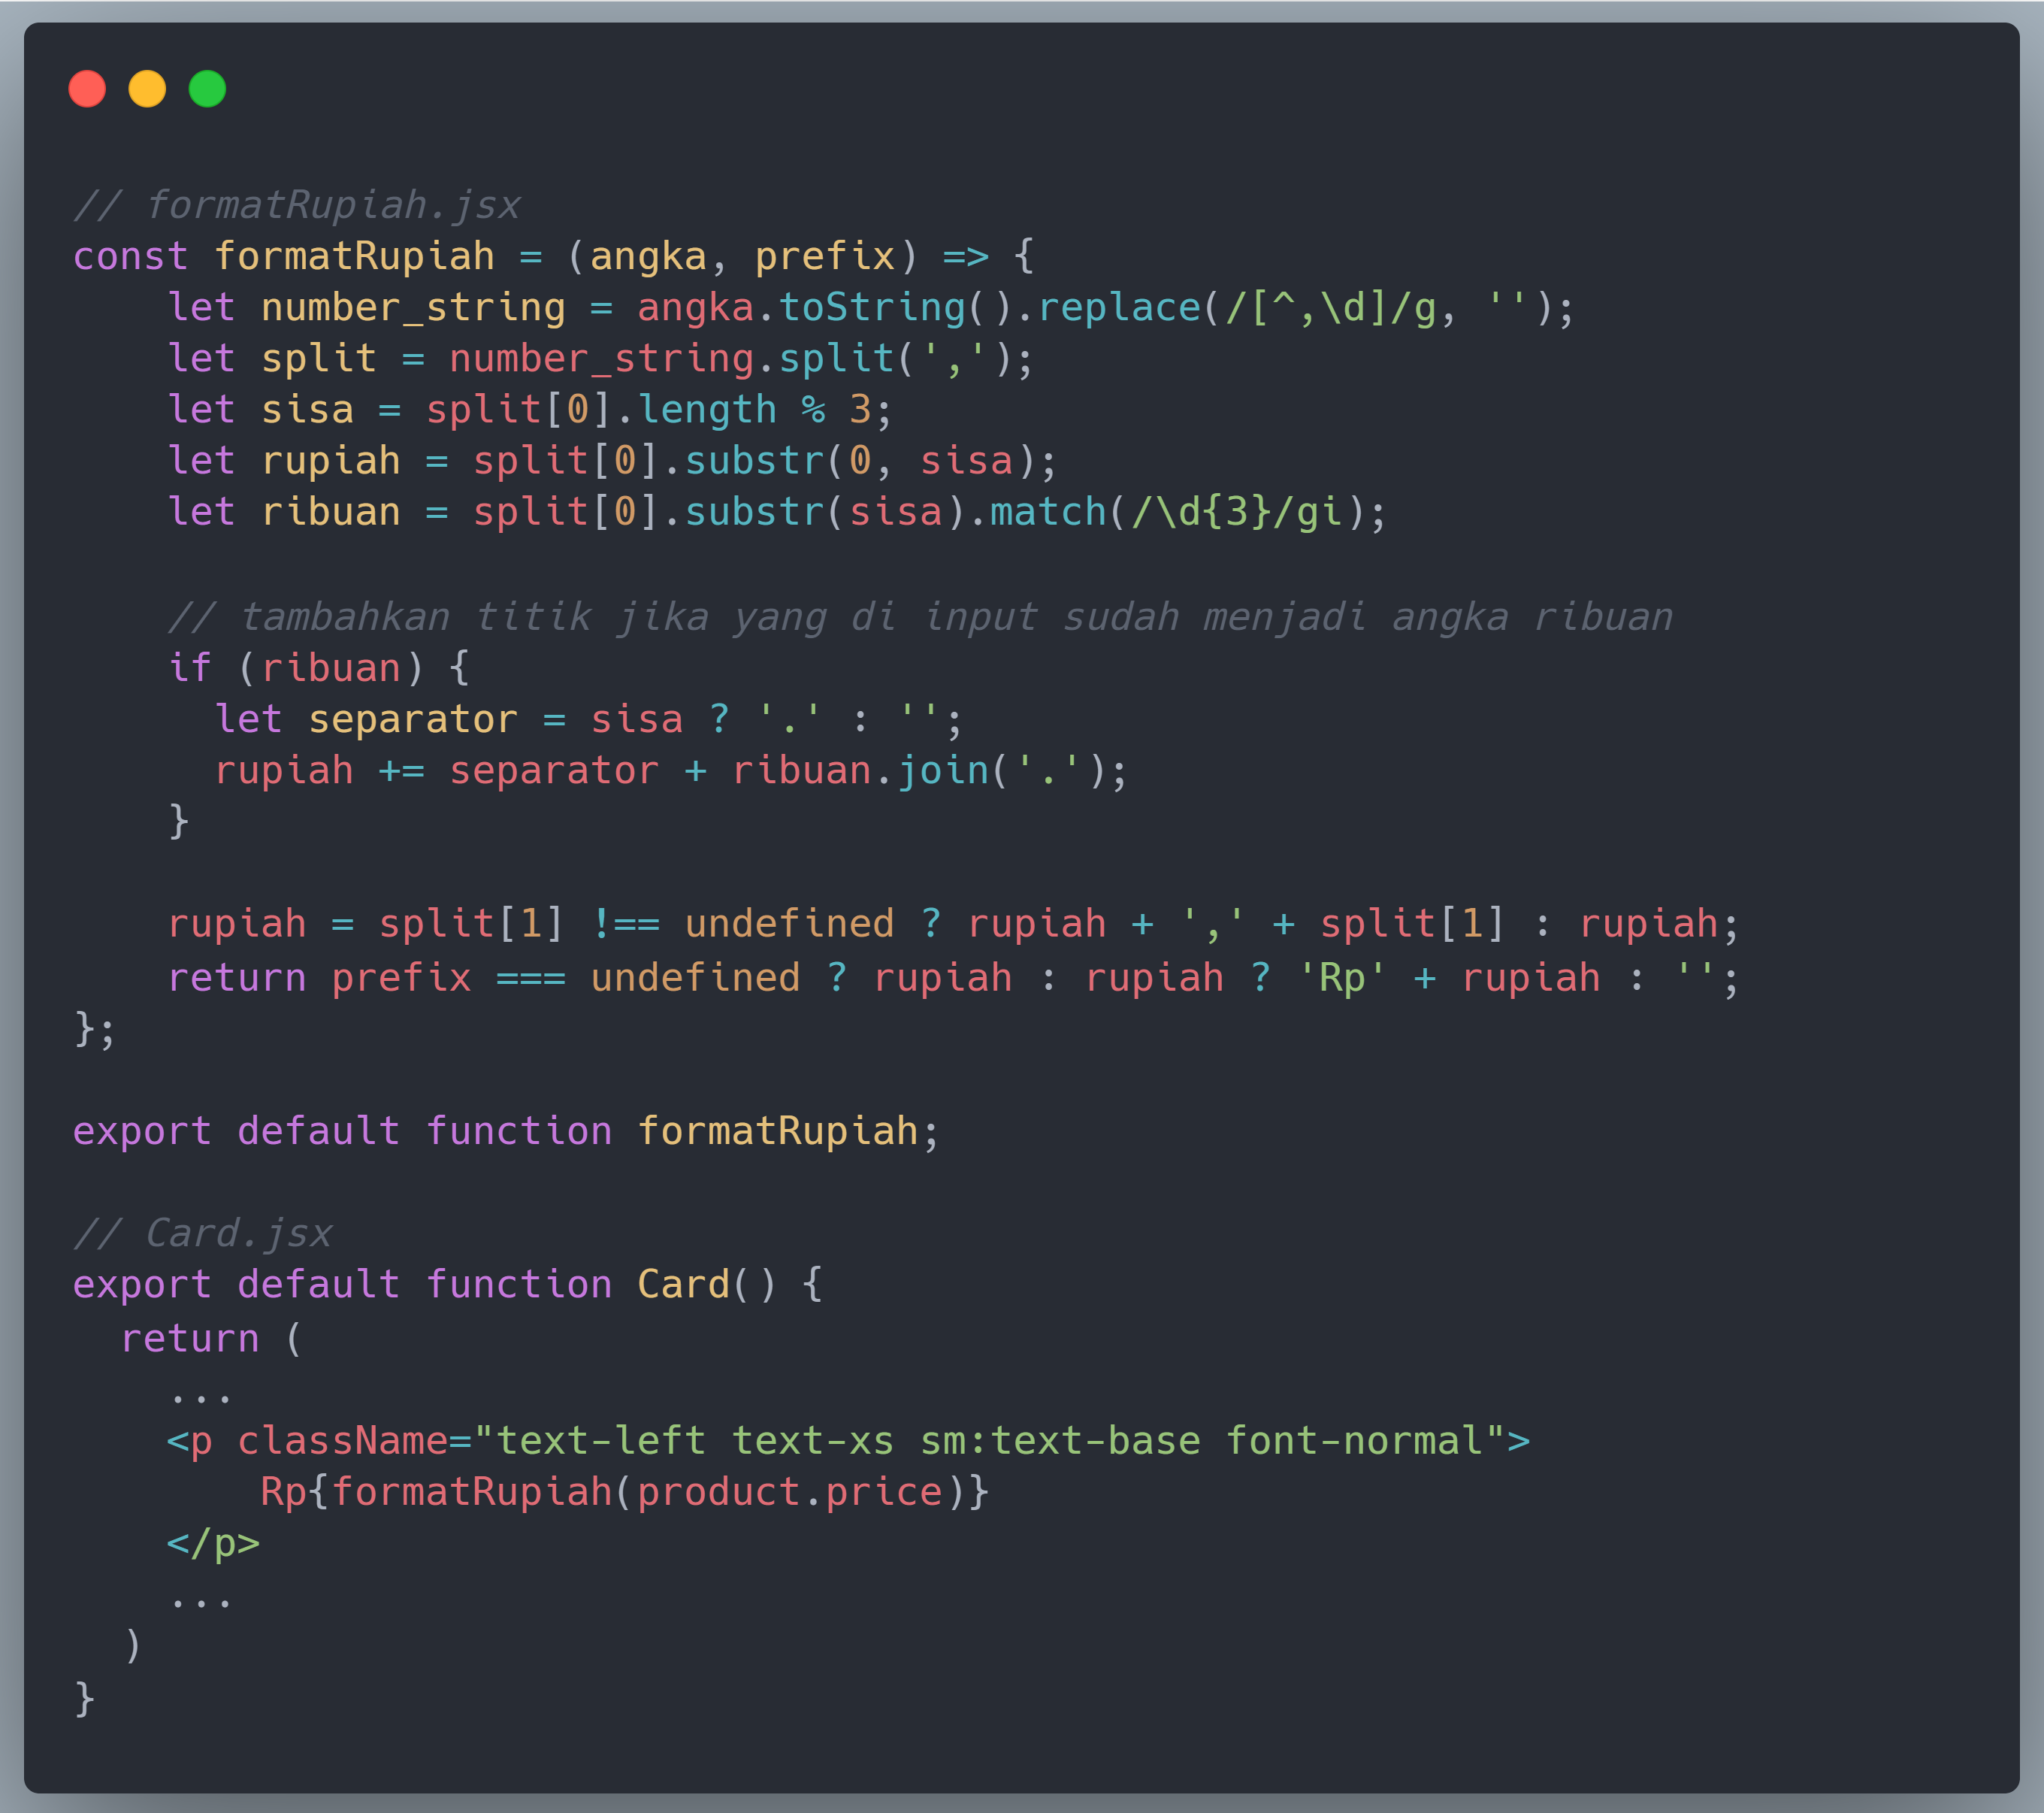 // formatRupiah.jsx
const formatRupiah = (angka, prefix) => {
    let number_string = angka.toString().replace(/[^,\d]/g, '');
    let split = number_string.split(',');
    let sisa = split[0].length % 3;
    let rupiah = split[0].substr(0, sisa);
    let ribuan = split[0].substr(sisa).match(/\d{3}/gi);

    // tambahkan titik jika yang di input sudah menjadi angka ribuan
    if (ribuan) {
      let separator = sisa ? '.' : '';
      rupiah += separator + ribuan.join('.');
    }

    rupiah = split[1] !== undefined ? rupiah + ',' + split[1] : rupiah;
    return prefix === undefined ? rupiah : rupiah ? 'Rp' + rupiah : '';
};

export default function formatRupiah;

// Card.jsx
export default function Card() {
  return (
    ...
    <p className="text-left text-xs sm:text-base font-normal">
        Rp{formatRupiah(product.price)}
    </p>
    ...
  )
}